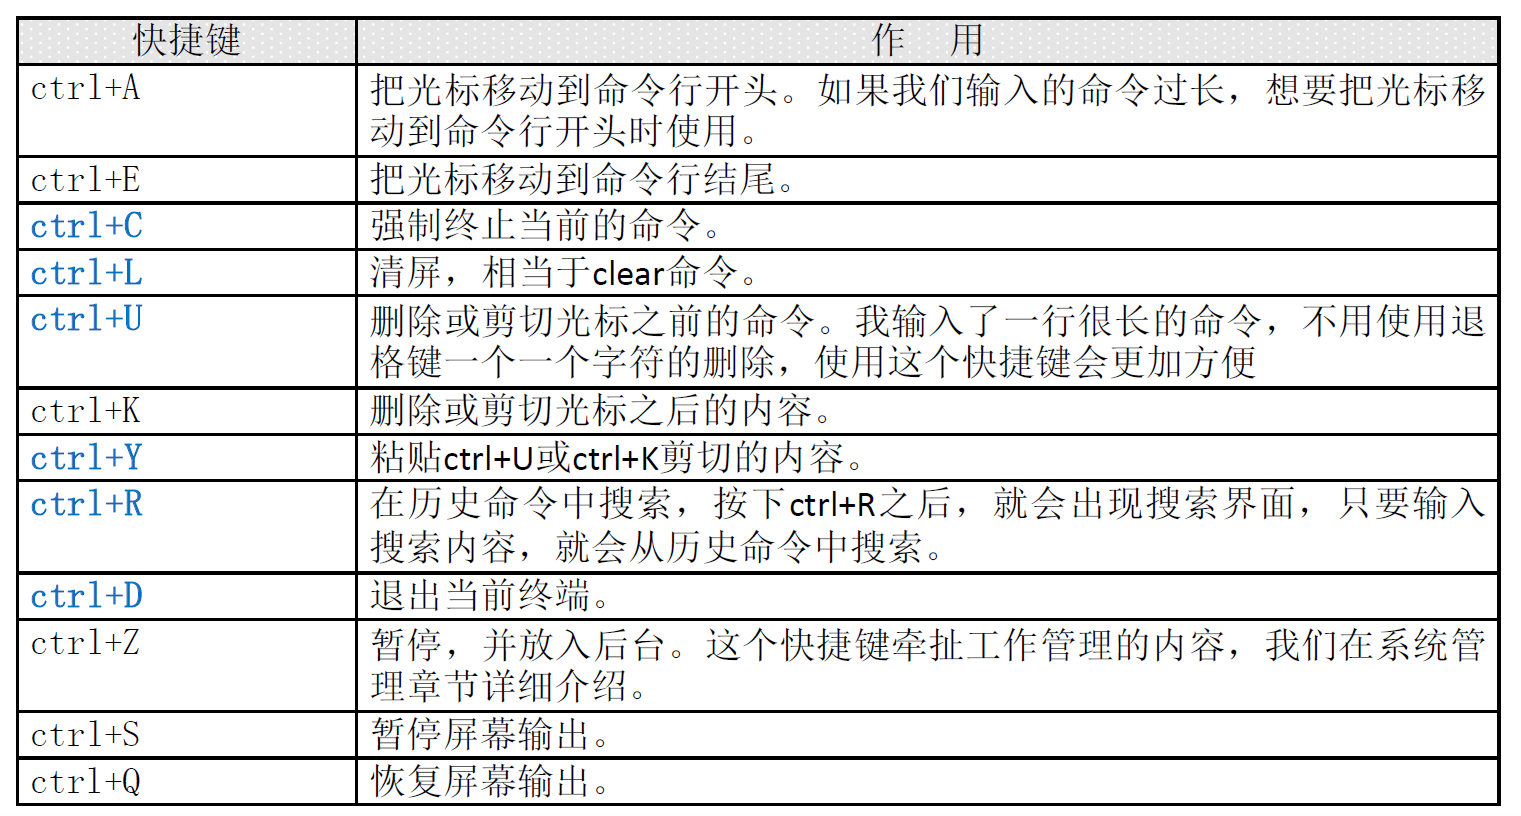 快捷键 作 用
ctrl+A 把光标移动到命令行开头。如果我们输入的命令过长，想要把光标移
动到命令行开头时使用。
ctrl+E 把光标移动到命令行结尾。
ctrl+C 强制终止当前的命令。
ctrl+L 清屏，相当于clear命令。
ctrl+U 删除或剪切光标之前的命令。我输入了一行很长的命令，不用使用退
格键一个一个字符的删除，使用这个快捷键会更加方便
ctrl+K 删除或剪切光标之后的内容。
ctrl+Y 粘贴ctrl+U或ctrl+K剪切的内容。
ctrl+R 在历史命令中搜索，按下ctrl+R之后，就会出现搜索界面，只要输入
搜索内容，就会从历史命令中搜索。
ctrl+D 退出当前终端。
ctrl+Z 暂停，并放入后台。这个快捷键牵扯工作管理的内容，我们在系统管
理章节详细介绍。
ctrl+S 暂停屏幕输出。
ctrl+Q 恢复屏幕输出。